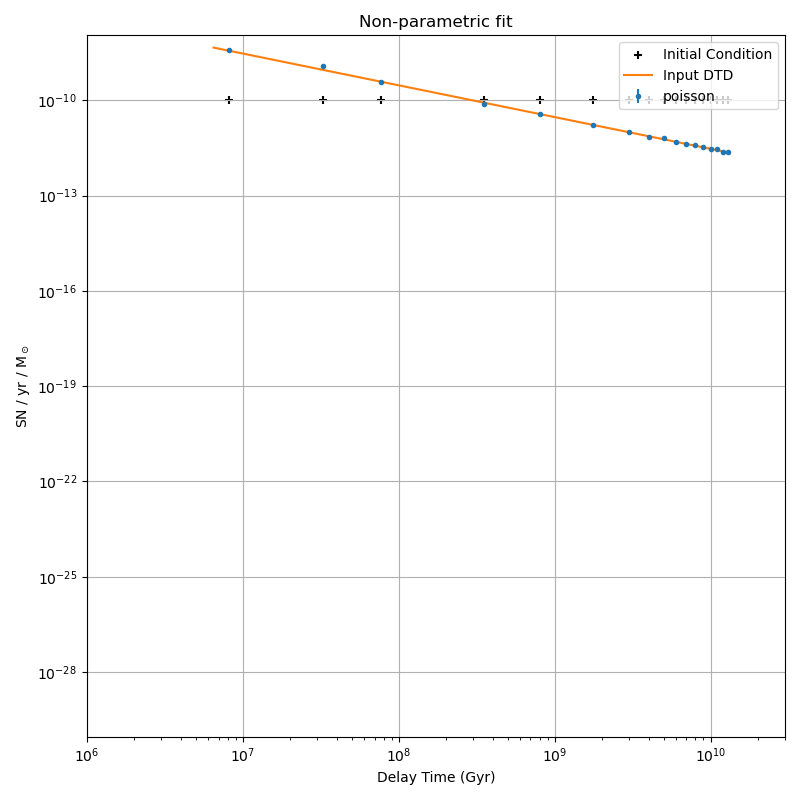 Non-parametric fit
Initial Condition
Input DTD
poisson
10⁻¹⁰
10⁻¹³
10⁻¹⁶
10⁻¹⁹
10⁻²²
10⁻²⁵
10⁻²⁸
SN / yr / M⊙
10⁶ 10⁷ 10⁸ 10⁹ 10¹⁰
Delay Time (Gyr)